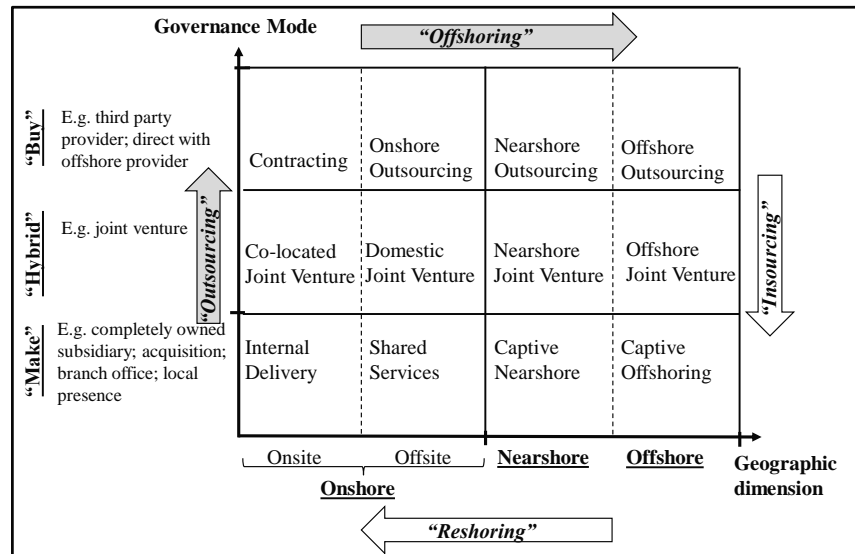 Governance Mode
“Offshoring”
“Buy”
E.g. third party
provider; direct with
offshore provider
Contracting
Onshore
Outsourcing
Nearshore
Outsourcing
Offshore
Outsourcing
“Outsourcing”
“Insourcing”
“Hybrid”
E.g. joint venture
Co-located
Joint Venture
Domestic
Joint Venture
Nearshore
Joint Venture
Offshore
Joint Venture
“Make”
E.g. completely owned
subsidiary; acquisition;
branch office; local
presence
Internal
Delivery
Shared
Services
Captive
Nearshore
Captive
Offshoring
Onsite
Offsite
Nearshore
Offshore
Onshore
Geographic
dimension
“Reshoring”